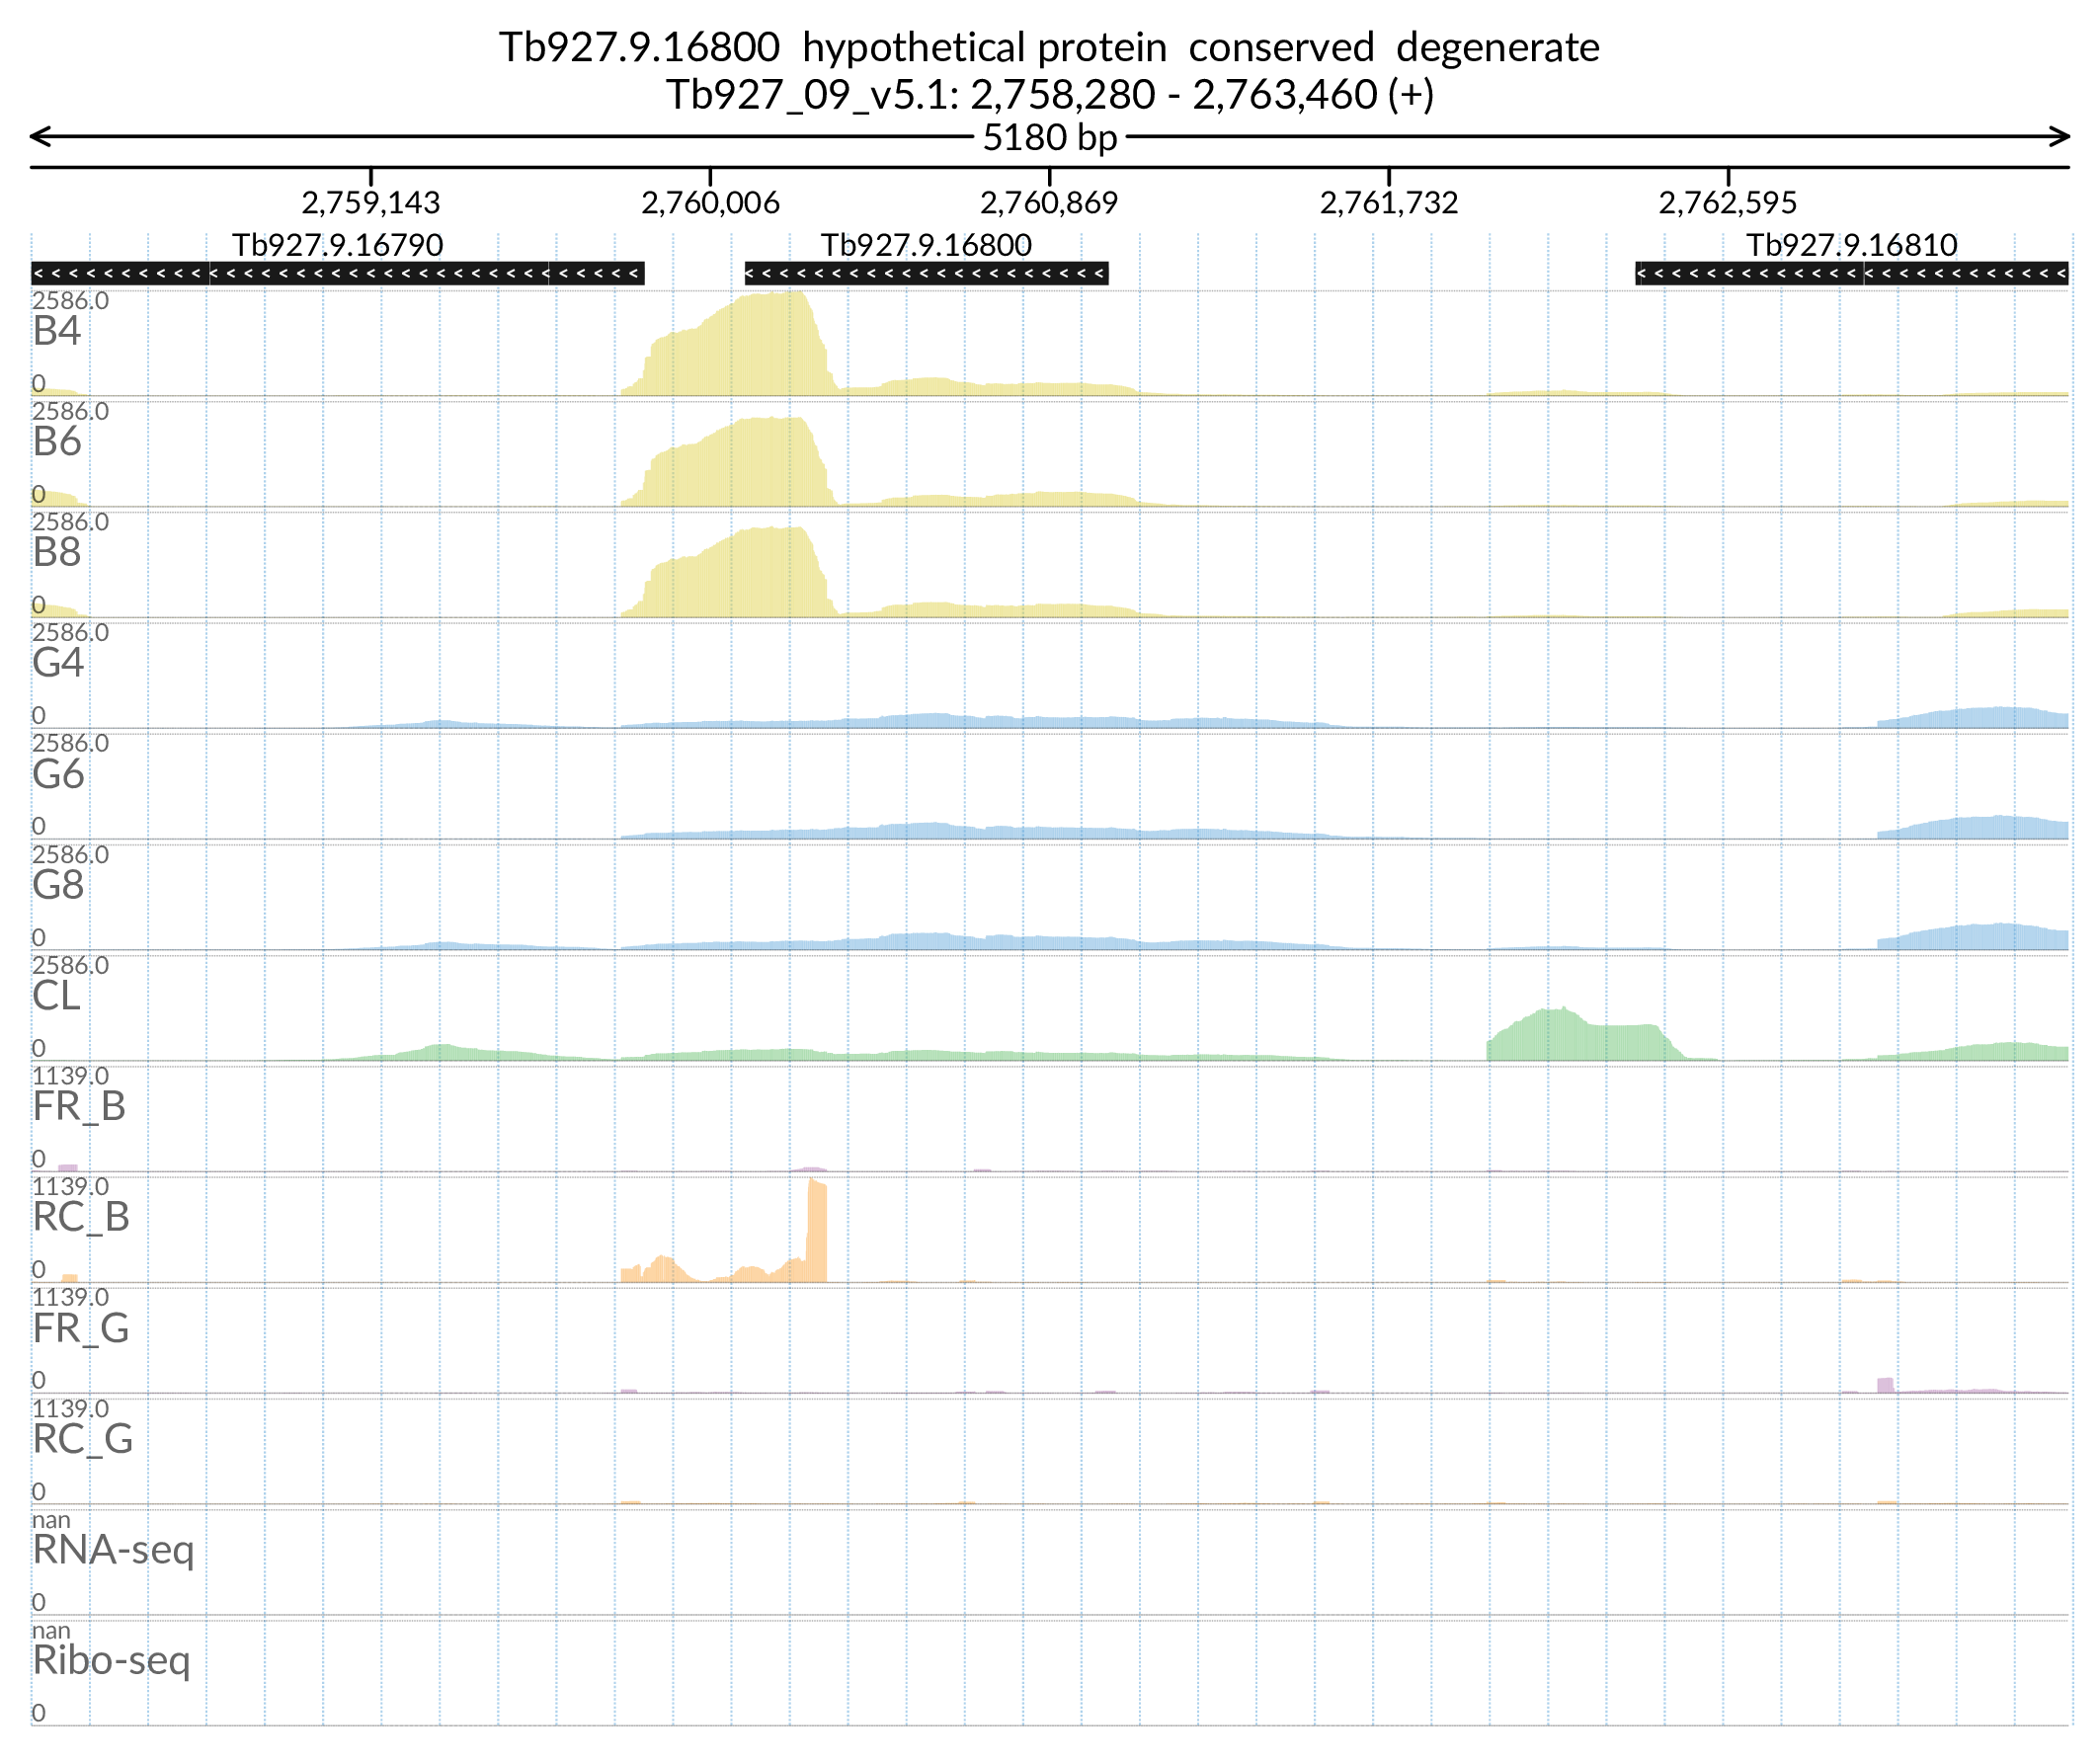 Tb927.9.16800 hypothetical protein conserved degenerate
Tb927_09_v5.1: 2,758,280 - 2,763,460 (+)
5180 bp
2,759,143 2,760,006 2,760,869 2,761,732 2,762,595
Tb927.9.16790 Tb927.9.16800 Tb927.9.16810
2586.0
B4
0
2586.0
B6
0
2586.0
B8
0
2586.0
G4
0
2586.0
G6
0
2586.0
G8
0
2586.0
CL
0
1139.0
FR_B
0
1139.0
RC_B
0
1139.0
FR_G
0
1139.0
RC_G
0
nan
RNA-seq
0
nan
Ribo-seq
0